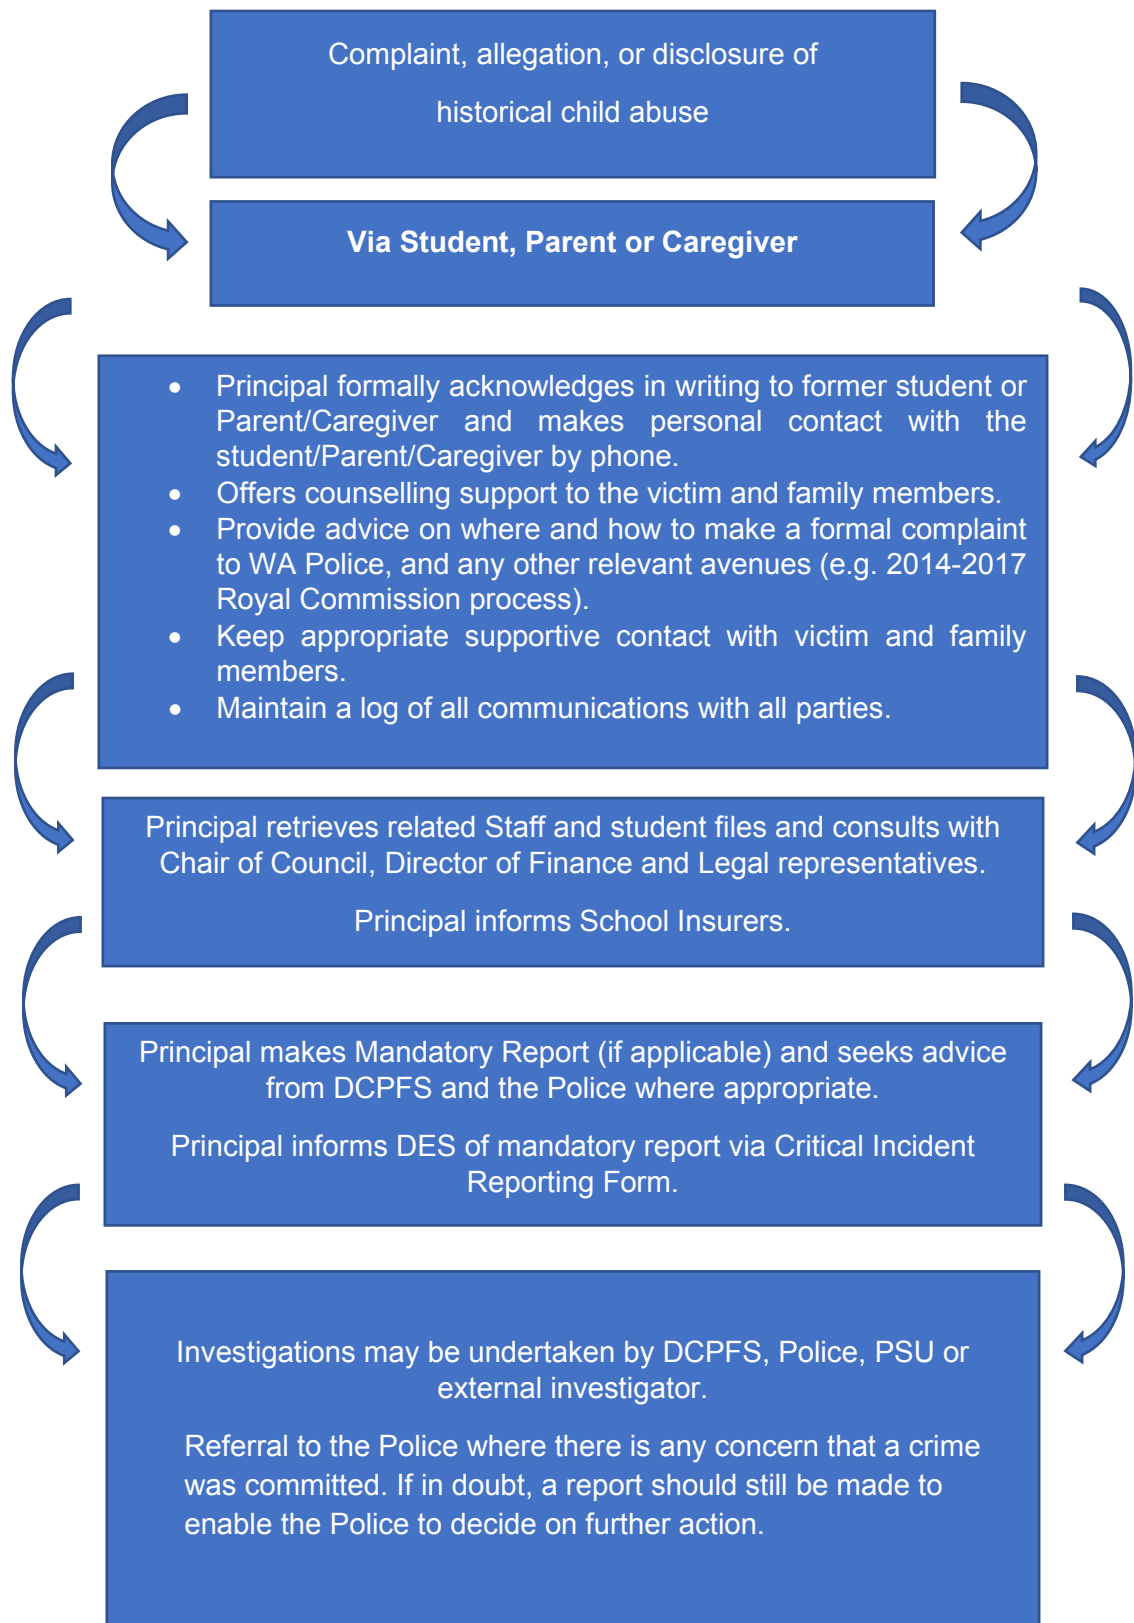 Complaint, allegation, or disclosure of
historical child abuse
Via Student, Parent or Caregiver
• Principal formally acknowledges in writing to former student or
Parent/Caregiver and makes personal contact with the
student/Parent/Caregiver by phone.
• Offers counselling support to the victim and family members.
• Provide advice on where and how to make a formal complaint
to WA Police, and any other relevant avenues (e.g. 2014-2017
Royal Commission process).
• Keep appropriate supportive contact with victim and family
members.
• Maintain a log of all communications with all parties.
Principal retrieves related Staff and student files and consults with
Chair of Council, Director of Finance and Legal representatives.
Principal informs School Insurers.
Principal makes Mandatory Report (if applicable) and seeks advice
from DCPFS and the Police where appropriate.
Principal informs DES of mandatory report via Critical Incident
Reporting Form.
Investigations may be undertaken by DCPFS, Police, PSU or
external investigator.
Referral to the Police where there is any concern that a crime
was committed. If in doubt, a report should still be made to
enable the Police to decide on further action.